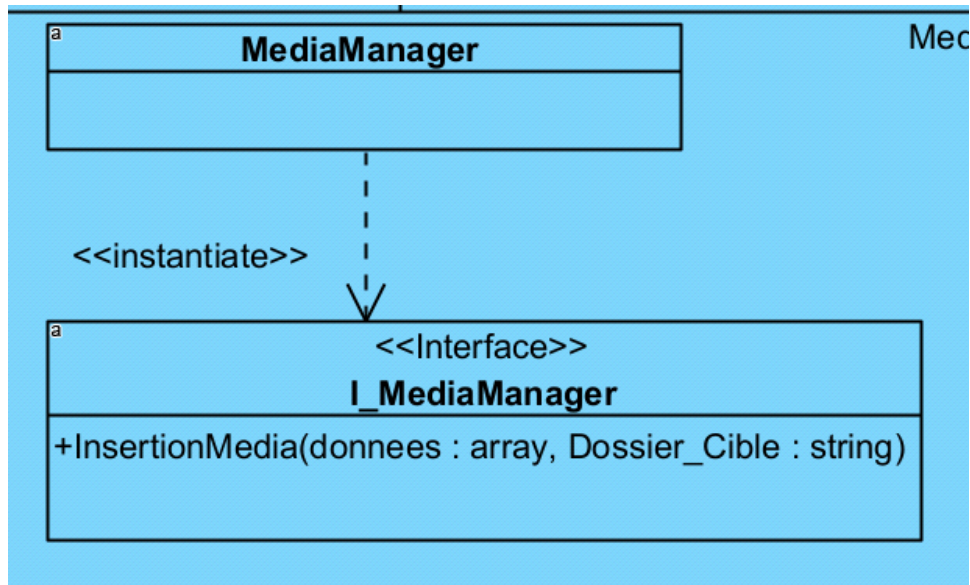 a
MediaManager
<<instantiate>>
a
<<Interface>>
I_MediaManager
+InsertionMedia(donnees : array, Dossier_Cible : string)